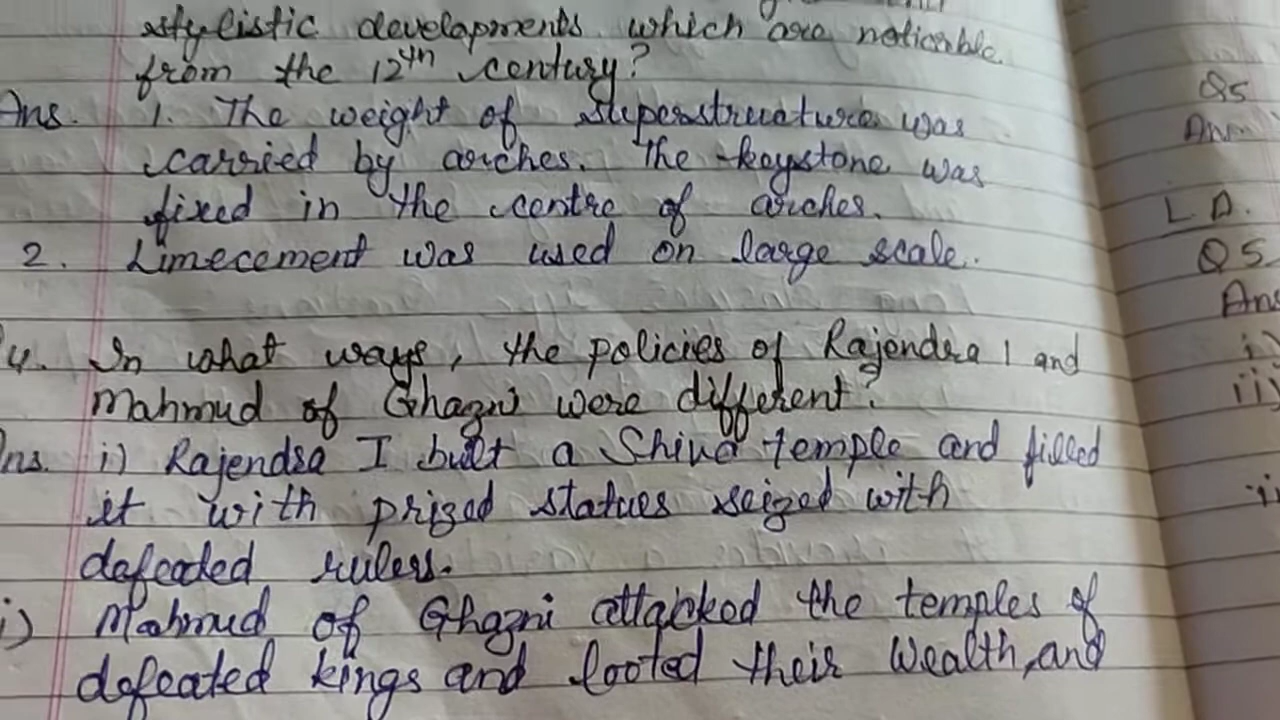 stylistic developments which are noticable
from the 12th century?
Ans. 1. The weight of superstructure was
carried by arches. The keystone was
fixed in the centre of arches.
2. Limecement was used on large scale.
4. In what ways, the policies of Rajendra I and
Mahmud of Ghazni were different?
Ans. i) Rajendra I built a Shiva temple and filled
it with prized statues seized with
defeated rulers.
i) Mahmud of Ghazni attacked the temples of
defeated kings and looted their wealth, and
Q5
Ans
L.A.
Q5
Ans
i)
ii)